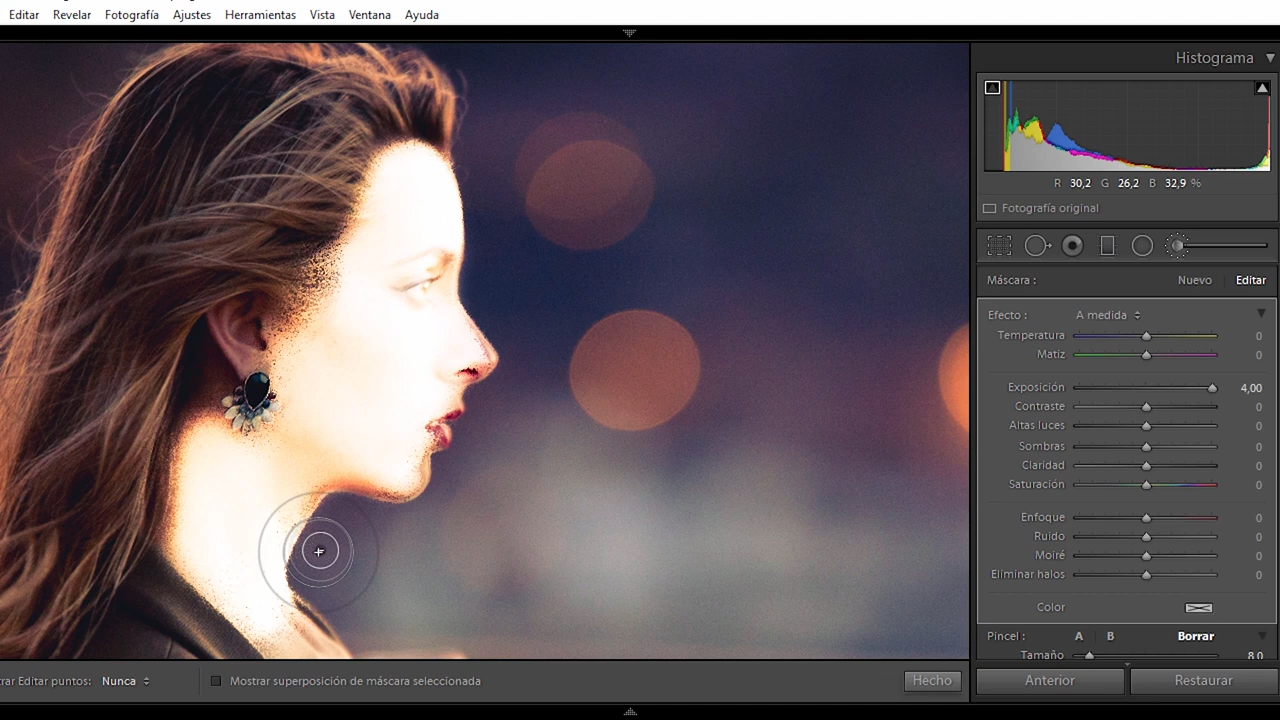 Editar Revelar Fotografía Ajustes Herramientas Vista Ventana Ayuda
Histograma
R 30,2 G 26,2 B 32,9 %
Fotografía original
Máscara : Nuevo Editar
Efecto : A medida
Temperatura 0
Matiz 0
Exposición 4,00
Contraste 0
Altas luces 0
Sombras 0
Claridad 0
Saturación 0
Enfoque 0
Ruido 0
Moiré 0
Eliminar halos 0
Color
Pincel : A B Borrar
Tamaño 8,0
rar Editar puntos: Nunca Mostrar superposición de máscara seleccionada Hecho Anterior Restaurar